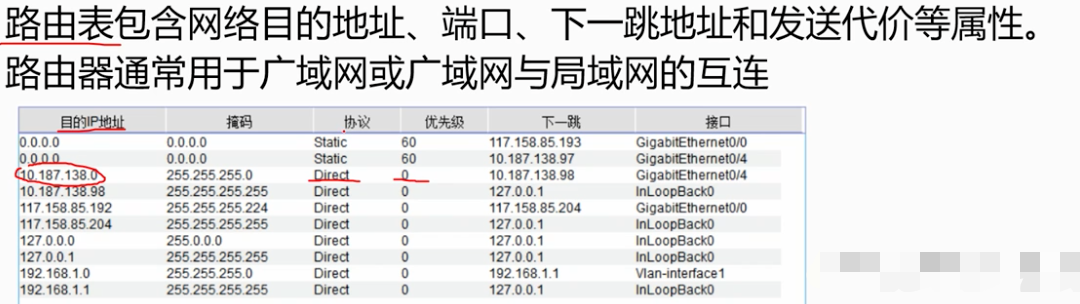 路由表包含网络目的地址、端口、下一跳地址和发送代价等属性。
路由器通常用于广域网或广域网与局域网的互连
目的IP地址 掩码 协议 优先级 下一跳 接口
0.0.0.0 0.0.0.0 Static 60 117.158.85.193 GigabitEthernet0/0
0.0.0.0 0.0.0.0 Static 60 10.187.138.97 GigabitEthernet0/4
10.187.138.0 255.255.255.0 Direct 0 10.187.138.98 GigabitEthernet0/4
10.187.138.98 255.255.255.255 Direct 0 127.0.0.1 InLoopBack0
117.158.85.192 255.255.255.224 Direct 0 117.158.85.204 GigabitEthernet0/0
117.158.85.204 255.255.255.255 Direct 0 127.0.0.1 InLoopBack0
127.0.0.0 255.0.0.0 Direct 0 127.0.0.1 InLoopBack0
127.0.0.1 255.255.255.255 Direct 0 127.0.0.1 InLoopBack0
192.168.1.0 255.255.255.0 Direct 0 192.168.1.1 Vlan-interface1
192.168.1.1 255.255.255.255 Direct 0 127.0.0.1 InLoopBack0